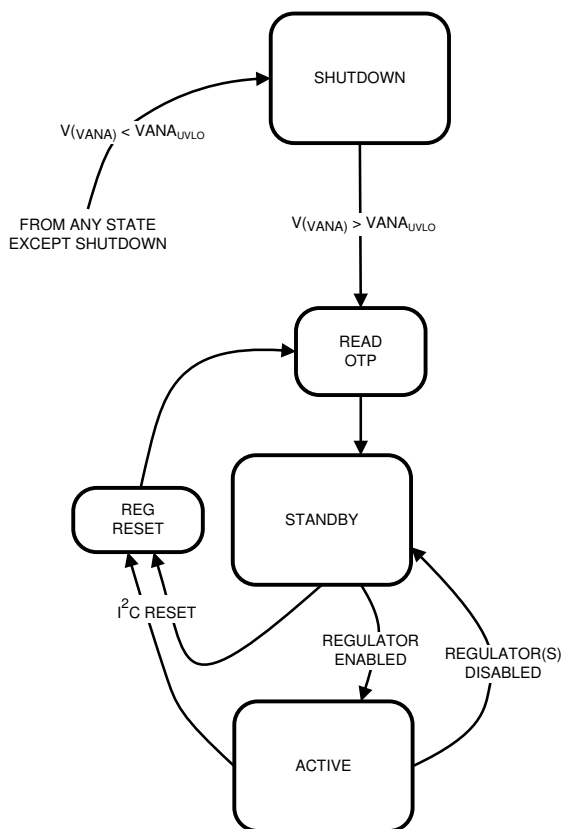 SHUTDOWN
V(VANA) < VANAUVLO
FROM ANY STATE
EXCEPT SHUTDOWN
V(VANA) > VANAUVLO
READ
OTP
REG
RESET
STANDBY
I2C RESET
REGULATOR
ENABLED
REGULATOR(S)
DISABLED
ACTIVE